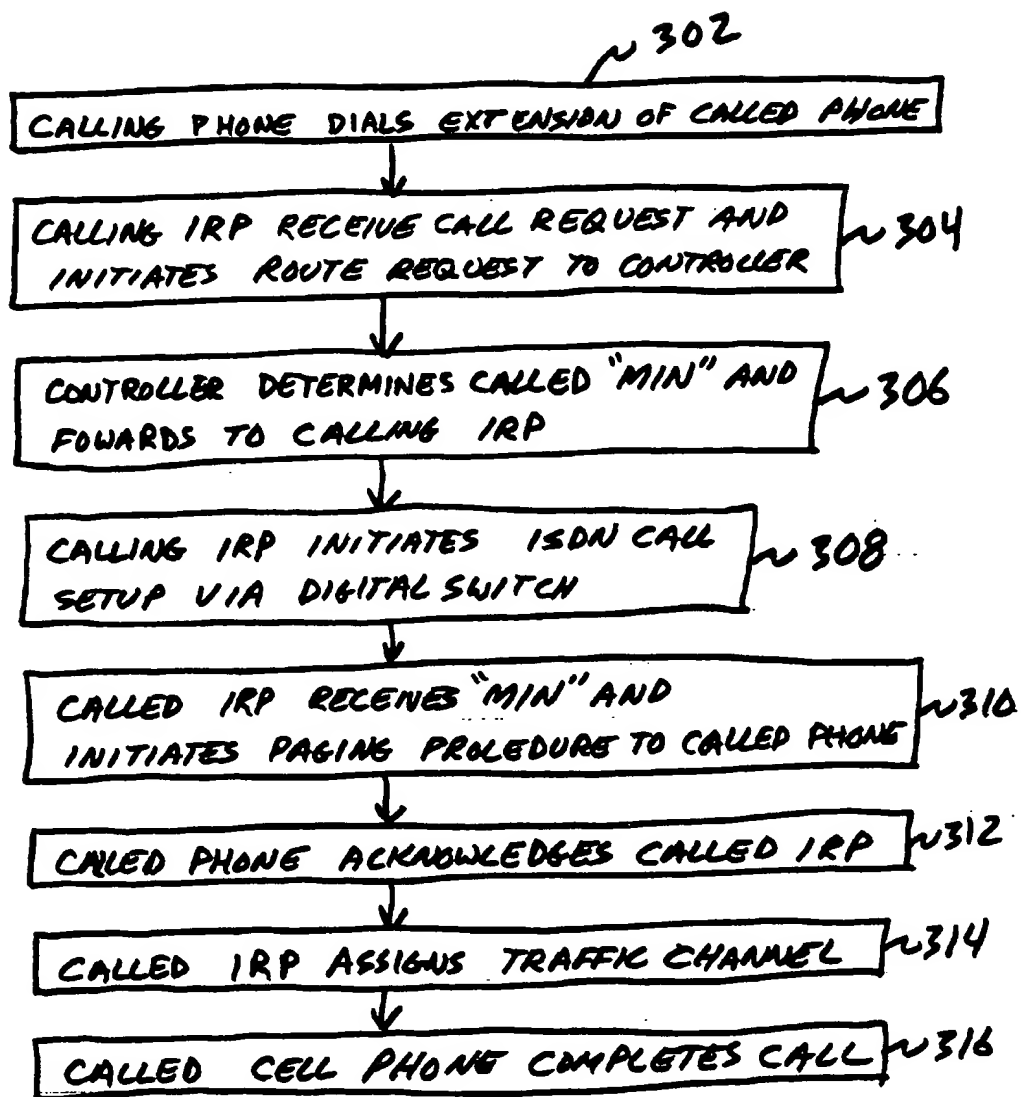 302
CALLING PHONE DIALS EXTENSION OF CALLED PHONE
CALLING IRP RECEIVE CALL REQUEST AND
INITIATES ROUTE REQUEST TO CONTROLLER
304
CONTROLLER DETERMINES CALLED "MIN" AND
FOWARDS TO CALLING IRP
306
CALLING IRP INITIATES ISDN CALL
SETUP VIA DIGITAL SWITCH
308
CALLED IRP RECEIVES "MIN" AND
INITIATES PAGING PROCEDURE TO CALLED PHONE
310
CALLED PHONE ACKNOWLEDGES CALLED IRP
312
CALLED IRP ASSIGNS TRAFFIC CHANNEL
314
CALLED CELL PHONE COMPLETES CALL
316